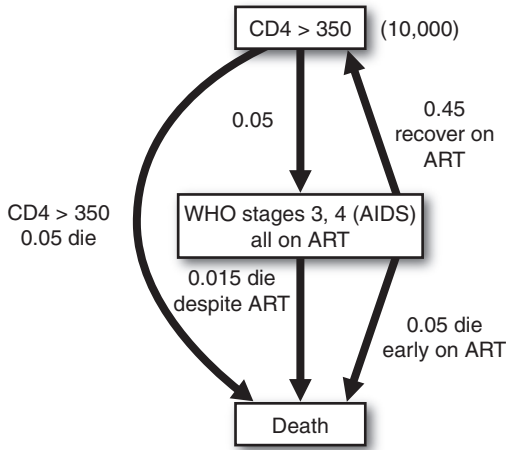 CD4 > 350
(10,000)
0.05
0.45
recover on
ART
CD4 > 350
0.05 die
WHO stages 3, 4 (AIDS)
all on ART
0.015 die
despite ART
0.05 die
early on ART
Death